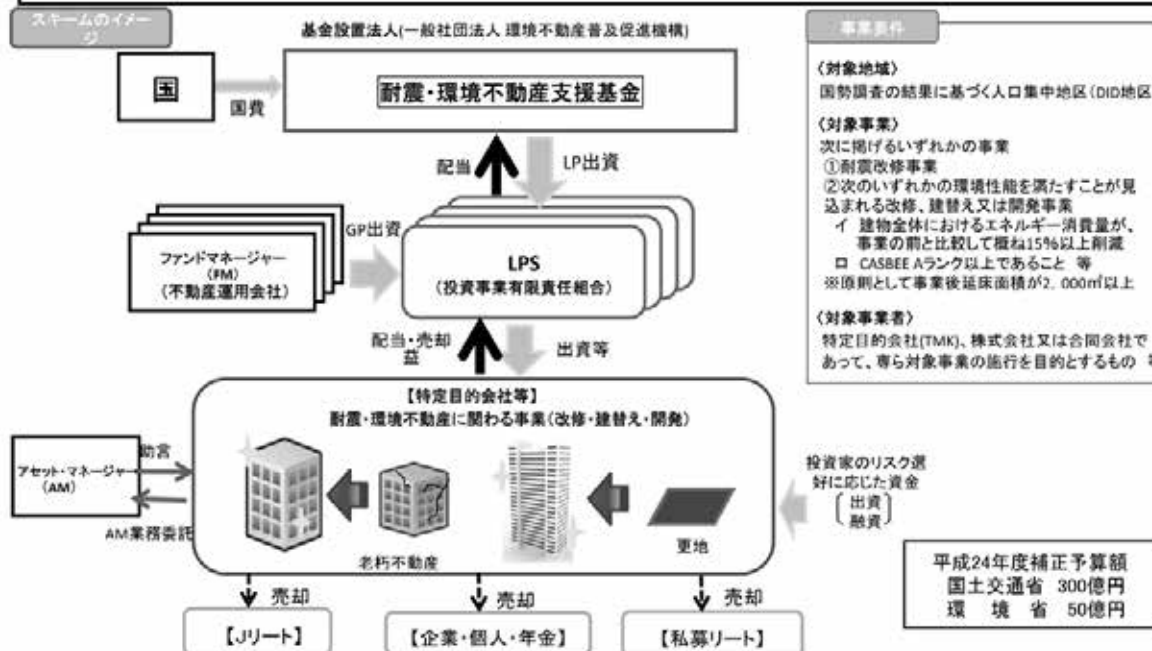 スキームのイメー
ジ
基金設置法人(一般社団法人 環境不動産普及促進機構)
国
国費
耐震・環境不動産支援基金
配当
LP出資
ファンドマネージャー
(FM)
(不動産運用会社)
GP出資
LPS
(投資事業有限責任組合)
配当・売却
益
出資等
【特定目的会社等】
耐震・環境不動産に関わる事業(改修・建替え・開発)
アセット・マネージャー
(AM)
助言
AM業務委託
老朽不動産
更地
投資家のリスク選
好に応じた資金
出資
融資
売却
売却
売却
【Jリート】
【企業・個人・年金】
【私募リート】
事業要件
〈対象地域〉
国勢調査の結果に基づく人口集中地区(DID地区
〈対象事業〉
次に掲げるいずれかの事業
①耐震改修事業
②次のいずれかの環境性能を満たすことが見
込まれる改修、建替え又は開発事業
イ 建物全体におけるエネルギー消費量が、
事業の前と比較して概ね15%以上削減
ロ CASBEE Aランク以上であること 等
※原則として事業後延床面積が2,000㎡以上
〈対象事業者〉
特定目的会社(TMK)、株式会社又は合同会社で
あって、専ら対象事業の施行を目的とするもの
平成24年度補正予算額
国土交通省 300億円
環 境 省 50億円